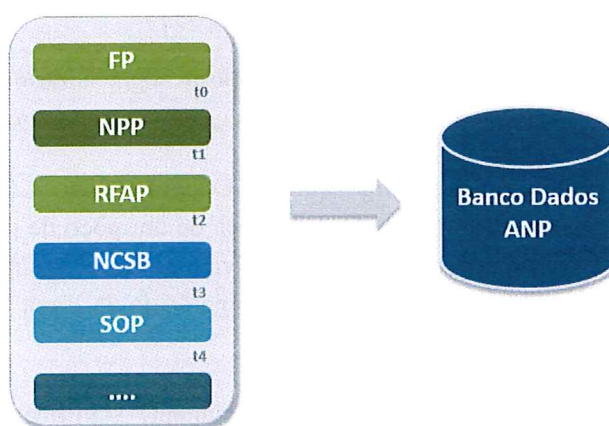 FP
t0
NPP
t1
RFAP
t2
NCSB
t3
SOP
t4
....
Banco Dados
ANP